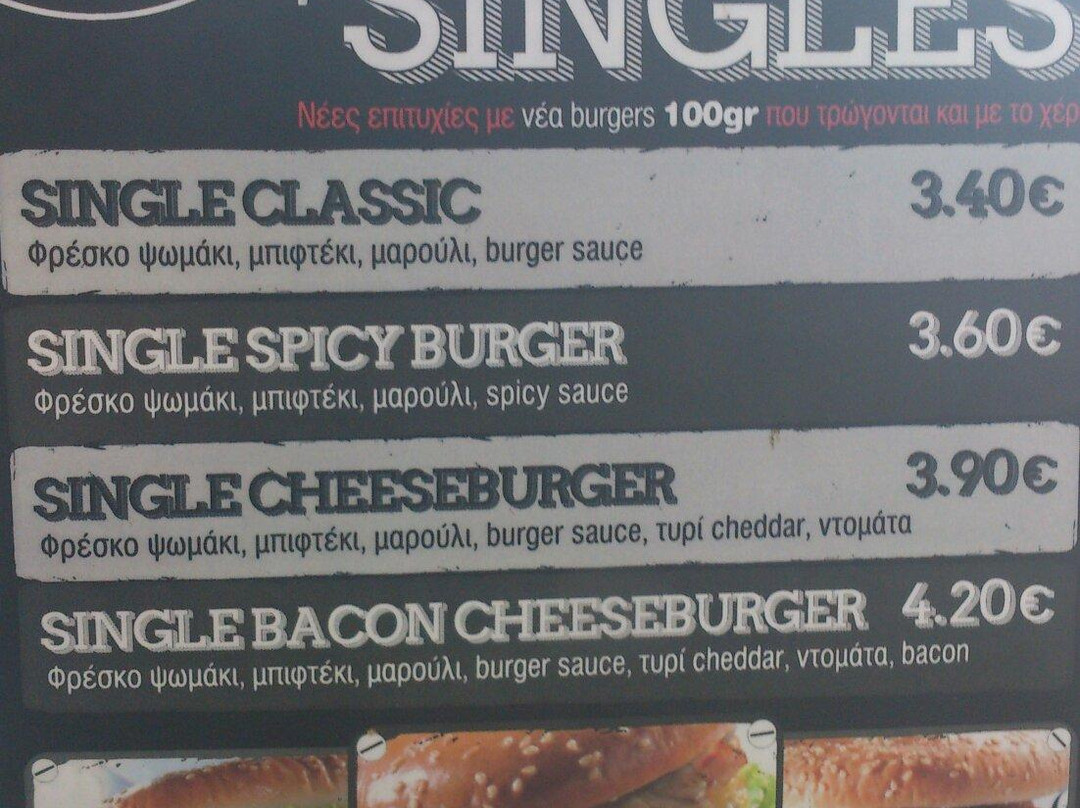 SINGLES
Νέες επιτυχίες με νέα burgers 100gr που τρώγονται και με το
SINGLE CLASSIC 3.40€
Φρέσκο ψωμάκι, μπιφτέκι, μαρούλι, burger sauce
SINGLE SPICY BURGER 3.60€
Φρέσκο ψωμάκι, μπιφτέκι, μαρούλι, spicy sauce
SINGLE CHEESEBURGER 3.90€
Φρέσκο ψωμάκι, μπιφτέκι, μαρούλι, burger sauce, τυρί cheddar, ντομάτα
SINGLE BACON CHEESEBURGER 4.20€
Φρέσκο ψωμάκι, μπιφτέκι, μαρούλι, burger sauce, τυρί cheddar, ντομάτα, bacon